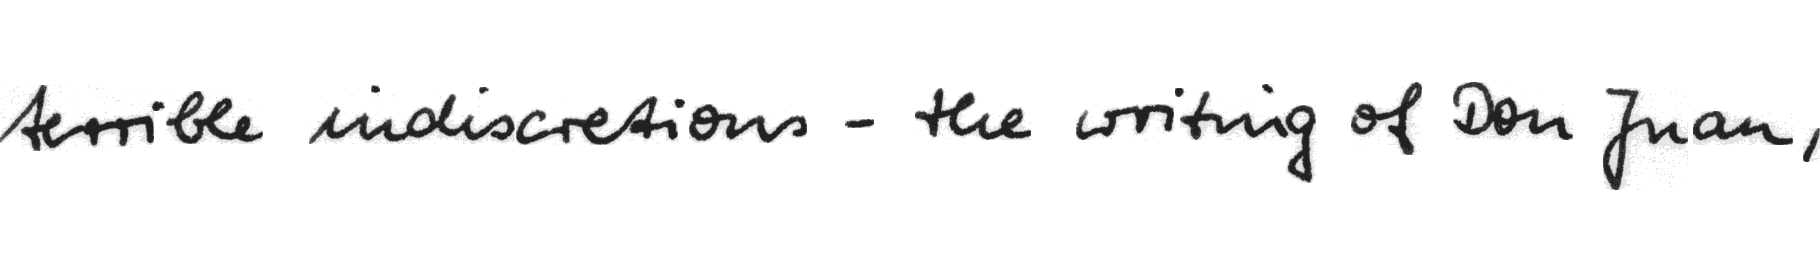 terrible indiscretions - the writing of Don Juan,